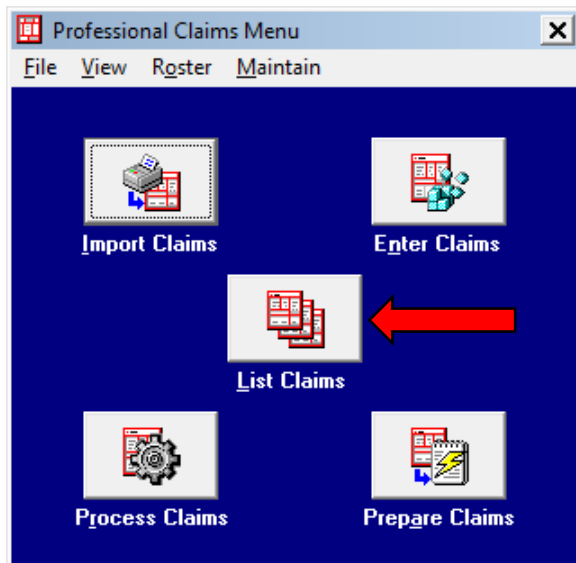 Professional Claims Menu
File View Roster Maintain
Import Claims
Enter Claims
List Claims
Process Claims
Prepare Claims